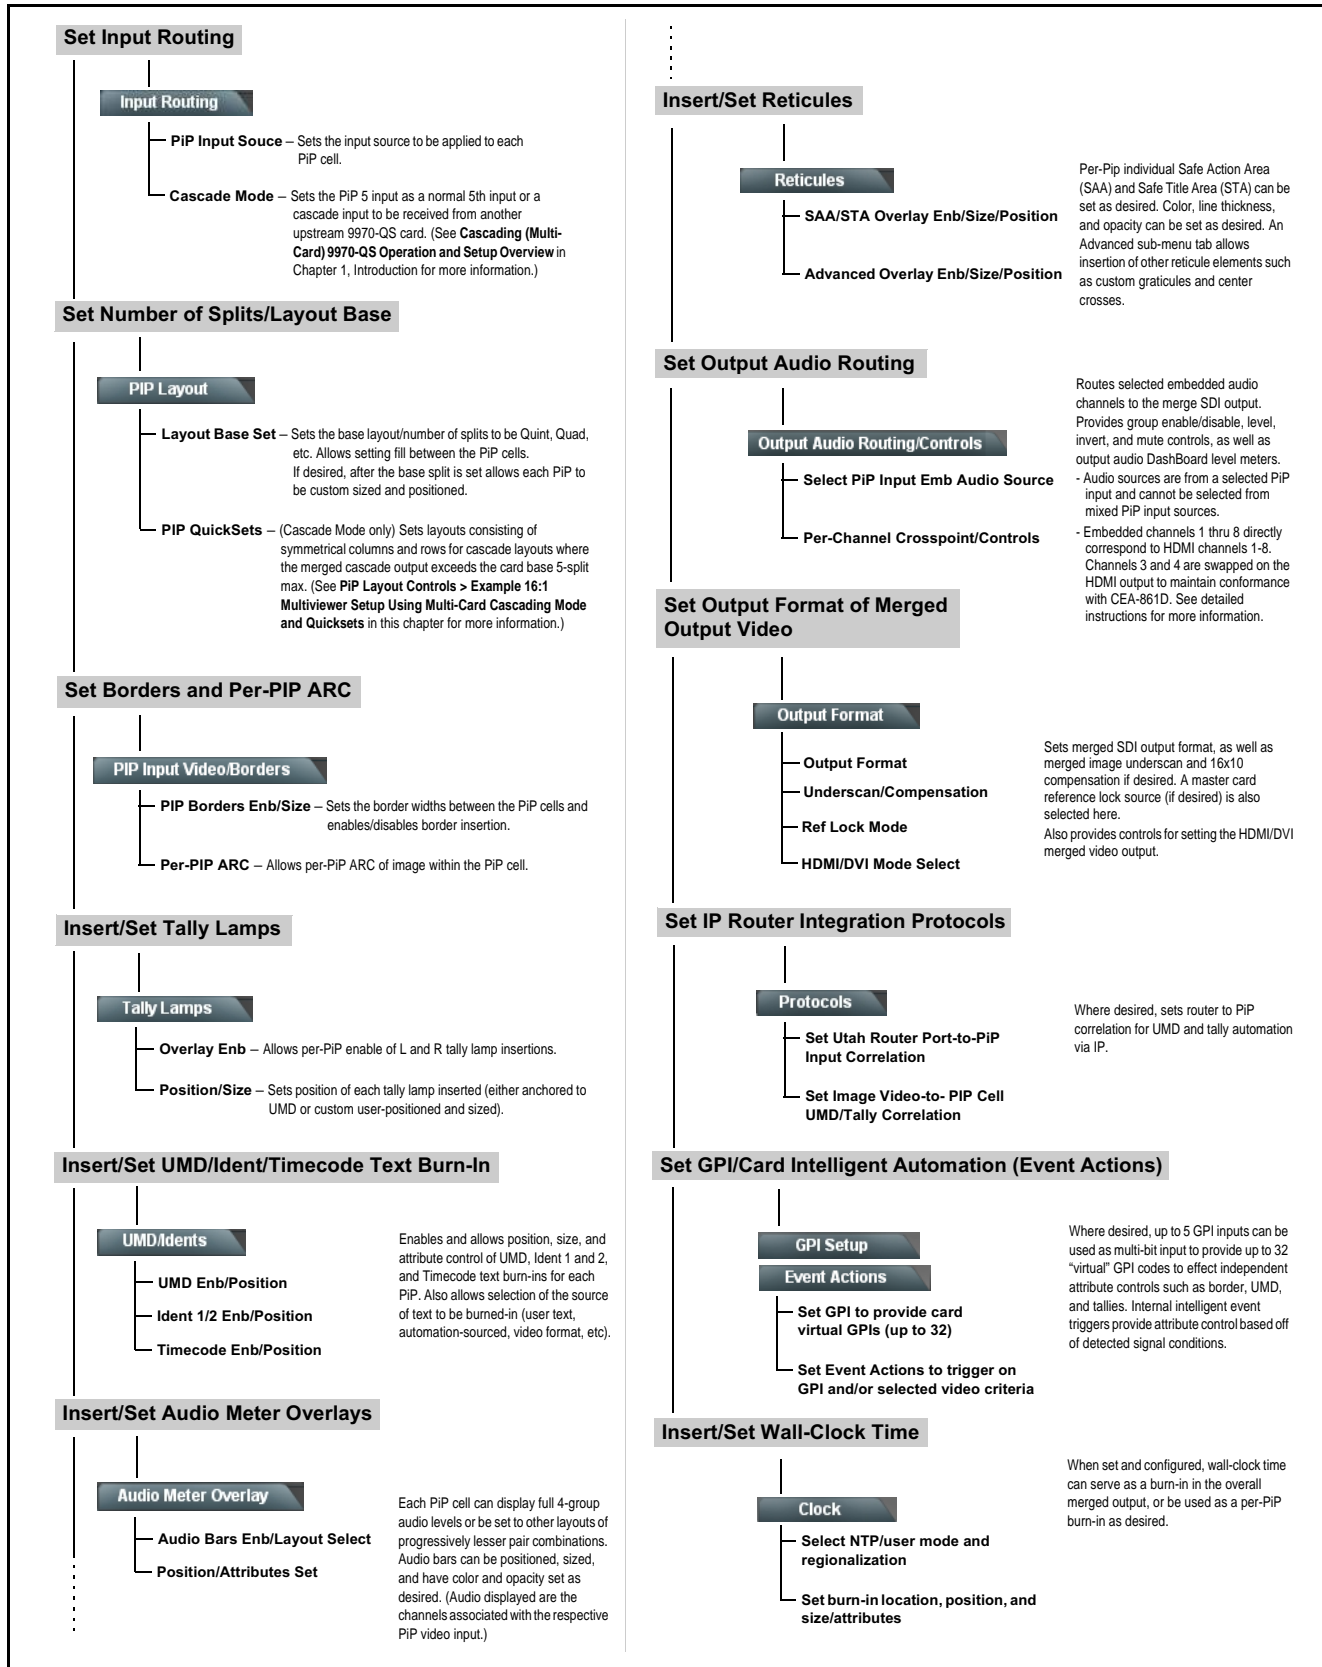 Set Input Routing
Input Routing
PiP Input Souce – Sets the input source to be applied to each
PiP cell.
Cascade Mode – Sets the PiP 5 input as a normal 5th input or a
cascade input to be received from another
upstream 9970-QS card. (See Cascading (Multi-
Card) 9970-QS Operation and Setup Overview in
Chapter 1, Introduction for more information.)
Set Number of Splits/Layout Base
PIP Layout
Layout Base Set – Sets the base layout/number of splits to be Quint, Quad,
etc. Allows setting fill between the PiP cells.
If desired, after the base split is set allows each PiP to
be custom sized and positioned.
PIP QuickSets – (Cascade Mode only) Sets layouts consisting of
symmetrical columns and rows for cascade layouts where
the merged cascade output exceeds the card base 5-split
max. (See PiP Layout Controls > Example 16:1
Multiviewer Setup Using Multi-Card Cascading Mode
and Quicksets in this chapter for more information.)
Set Borders and Per-PIP ARC
PIP Input Video/Borders
PIP Borders Enb/Size – Sets the border widths between the PiP cells and
enables/disables border insertion.
Per-PIP ARC – Allows per-PiP ARC of image within the PiP cell.
Insert/Set Tally Lamps
Tally Lamps
Overlay Enb – Allows per-PiP enable of L and R tally lamp insertions.
Position/Size – Sets position of each tally lamp inserted (either anchored to
UMD or custom user-positioned and sized).
Insert/Set UMD/Ident/Timecode Text Burn-In
UMD/Idents
UMD Enb/Position
Ident 1/2 Enb/Position
Timecode Enb/Position
Enables and allows position, size, and
attribute control of UMD, Ident 1 and 2,
and Timecode text burn-ins for each
PiP. Also allows selection of the source
of text to be burned-in (user text,
automation-sourced, video format, etc).
Insert/Set Audio Meter Overlays
Audio Meter Overlay
Audio Bars Enb/Layout Select
Position/Attributes Set
Each PiP cell can display full 4-group
audio levels or be set to other layouts of
progressively lesser pair combinations.
Audio bars can be positioned, sized,
and have color and opacity set as
desired. (Audio displayed are the
channels associated with the respective
PiP video input.)
Insert/Set Reticules
Reticules
SAA/STA Overlay Enb/Size/Position
Advanced Overlay Enb/Size/Position
Per-Pip individual Safe Action Area
(SAA) and Safe Title Area (STA) can be
set as desired. Color, line thickness,
and opacity can be set as desired. An
Advanced sub-menu tab allows
insertion of other reticule elements such
as custom graticules and center
crosses.
Set Output Audio Routing
Output Audio Routing/Controls
Select PiP Input Emb Audio Source
Per-Channel Crosspoint/Controls
Routes selected embedded audio
channels to the merge SDI output.
Provides group enable/disable, level,
invert, and mute controls, as well as
output audio DashBoard level meters.
- Audio sources are from a selected PiP
input and cannot be selected from
mixed PiP input sources.
- Embedded channels 1 thru 8 directly
correspond to HDMI channels 1-8.
Channels 3 and 4 are swapped on the
HDMI output to maintain conformance
with CEA-861D. See detailed
instructions for more information.
Set Output Format of Merged
Output Video
Output Format
Output Format
Underscan/Compensation
Ref Lock Mode
HDMI/DVI Mode Select
Sets merged SDI output format, as well as
merged image underscan and 16x10
compensation if desired. A master card
reference lock source (if desired) is also
selected here.
Also provides controls for setting the HDMI/DVI
merged video output.
Set IP Router Integration Protocols
Protocols
Set Utah Router Port-to-PiP
Input Correlation
Set Image Video-to- PIP Cell
UMD/Tally Correlation
Where desired, sets router to PiP
correlation for UMD and tally automation
via IP.
Set GPI/Card Intelligent Automation (Event Actions)
GPI Setup
Event Actions
Set GPI to provide card
virtual GPIs (up to 32)
Set Event Actions to trigger on
GPI and/or selected video criteria
Where desired, up to 5 GPI inputs can be
used as multi-bit input to provide up to 32
“virtual” GPI codes to effect independent
attribute controls such as border, UMD,
and tallies. Internal intelligent event
triggers provide attribute control based off
of detected signal conditions.
Insert/Set Wall-Clock Time
Clock
Select NTP/user mode and
regionalization
Set burn-in location, position, and
size/attributes
When set and configured, wall-clock time
can serve as a burn-in in the overall
merged output, or be used as a per-PiP
burn-in as desired.